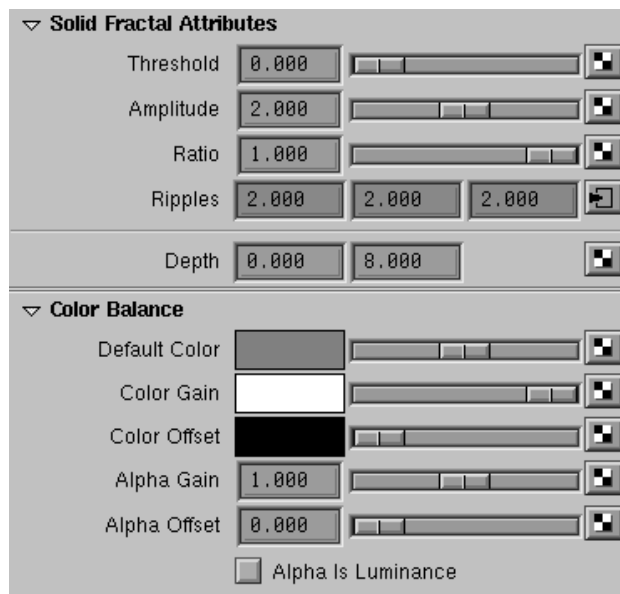 Solid Fractal Attributes
Threshold 0.000
Amplitude 2.000
Ratio 1.000
Ripples 2.000 2.000 2.000
Depth 0.000 8.000
Color Balance
Default Color
Color Gain
Color Offset
Alpha Gain 1.000
Alpha Offset 0.000
Alpha Is Luminance